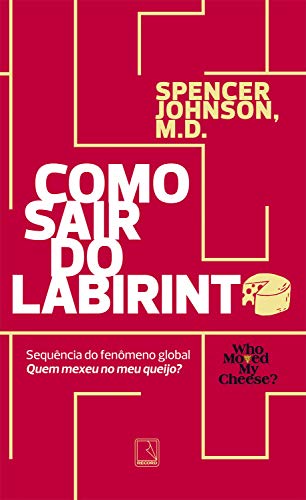 SPENCER
JOHNSON,
M.D.
COMO
SAIR
DO
LABIRINT
Sequência do fenômeno global
Quem mexeu no meu queijo?
Who
Moved
My
Cheese?
RECORD